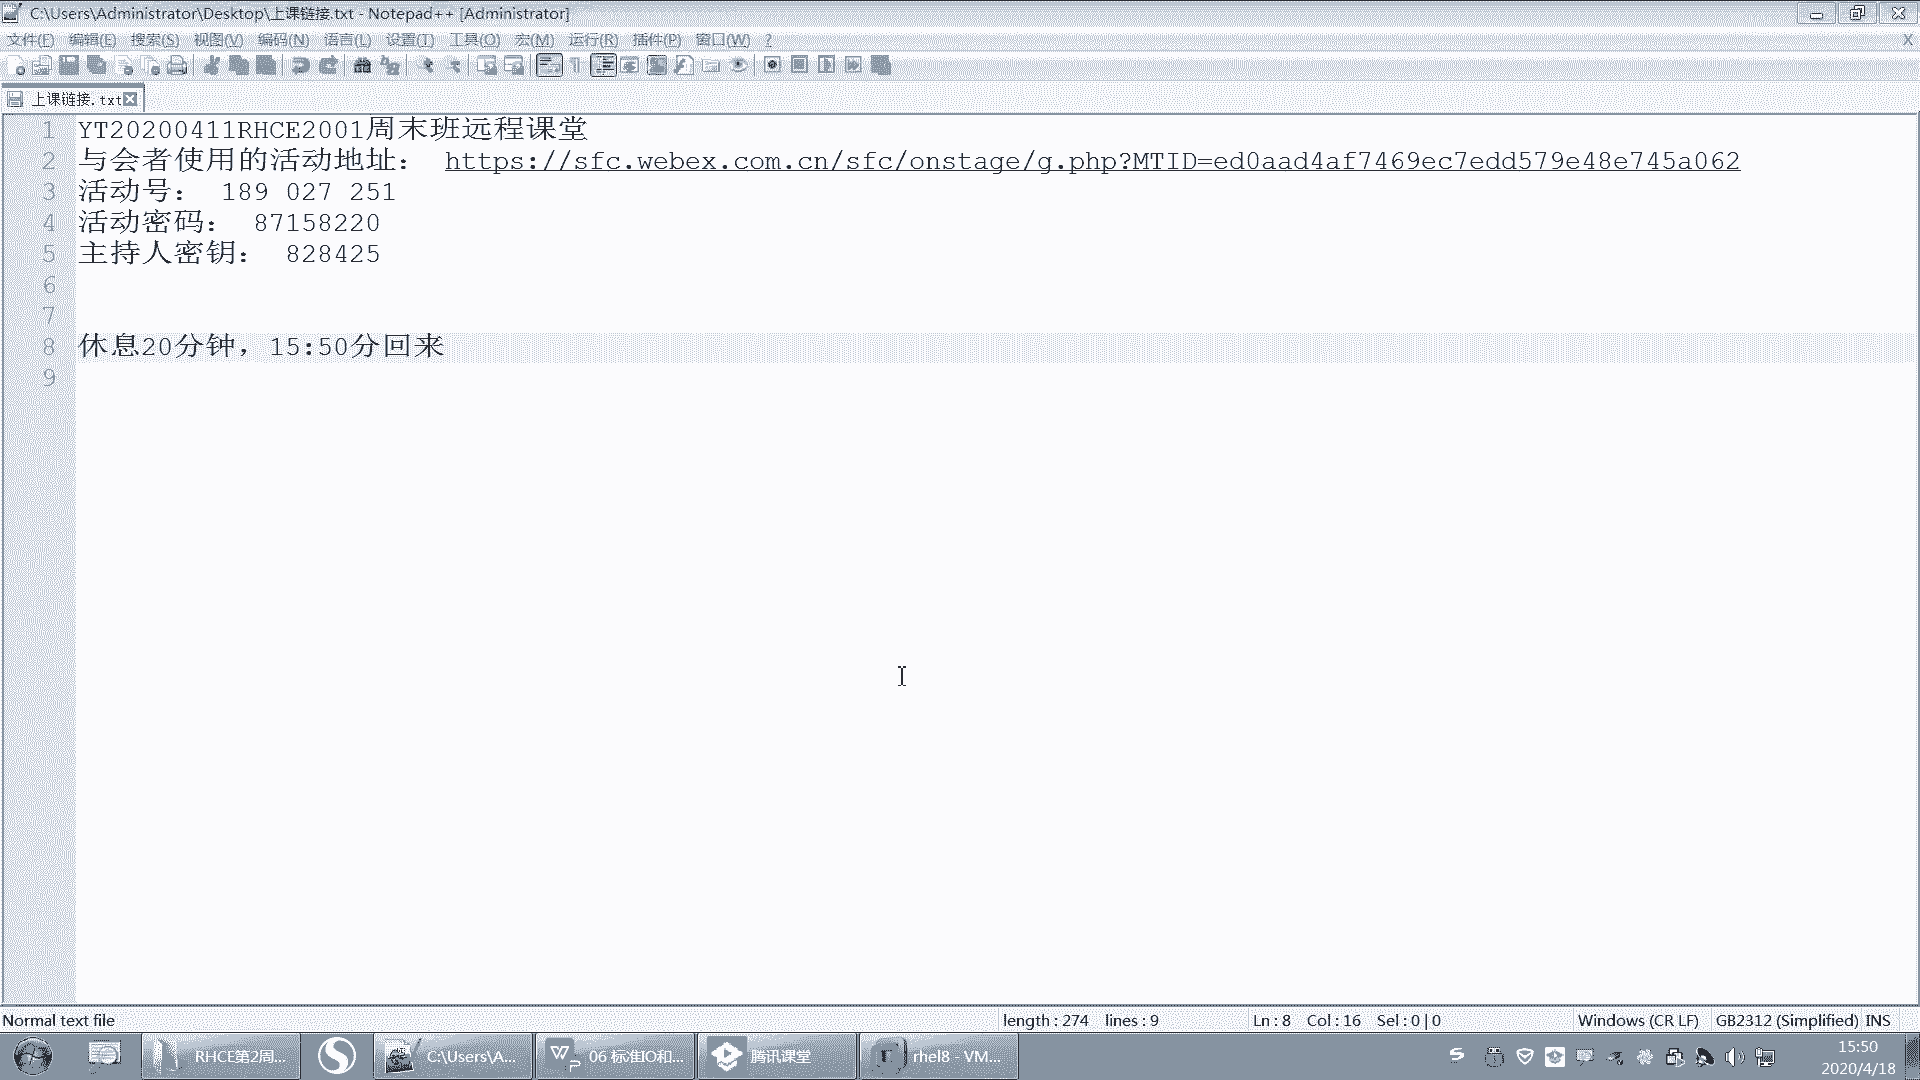 C:\Users\Administrator\Desktop\上课链接.txt - Notepad++ [Administrator]
文件(F) 编辑(E) 搜索(S) 视图(V) 编码(N) 语言(L) 设置(T) 工具(O) 宏(M) 运行(R) 插件(P) 窗口(W) ? X
上课链接.txt
1 YT20200411RHCE2001周末班远程课堂
2 与会者使用的活动地址： https://sfc.webex.com.cn/sfc/onstage/g.php?MTID=ed0aad4af7469ec7edd579e48e745a062
3 活动号： 189 027 251
4 活动密码： 87158220
5 主持人密钥： 828425
6
7
8 休息20分钟，15:50分回来
9
Normal text file length : 274 lines : 9 Ln : 8 Col : 16 Sel : 0 | 0 Windows (CR LF) GB2312 (Simplified) INS
RHCE第2周... C:\Users\A... 06 标准IO和... 腾讯课堂 rhel8 - VM... 15:50
2020/4/18